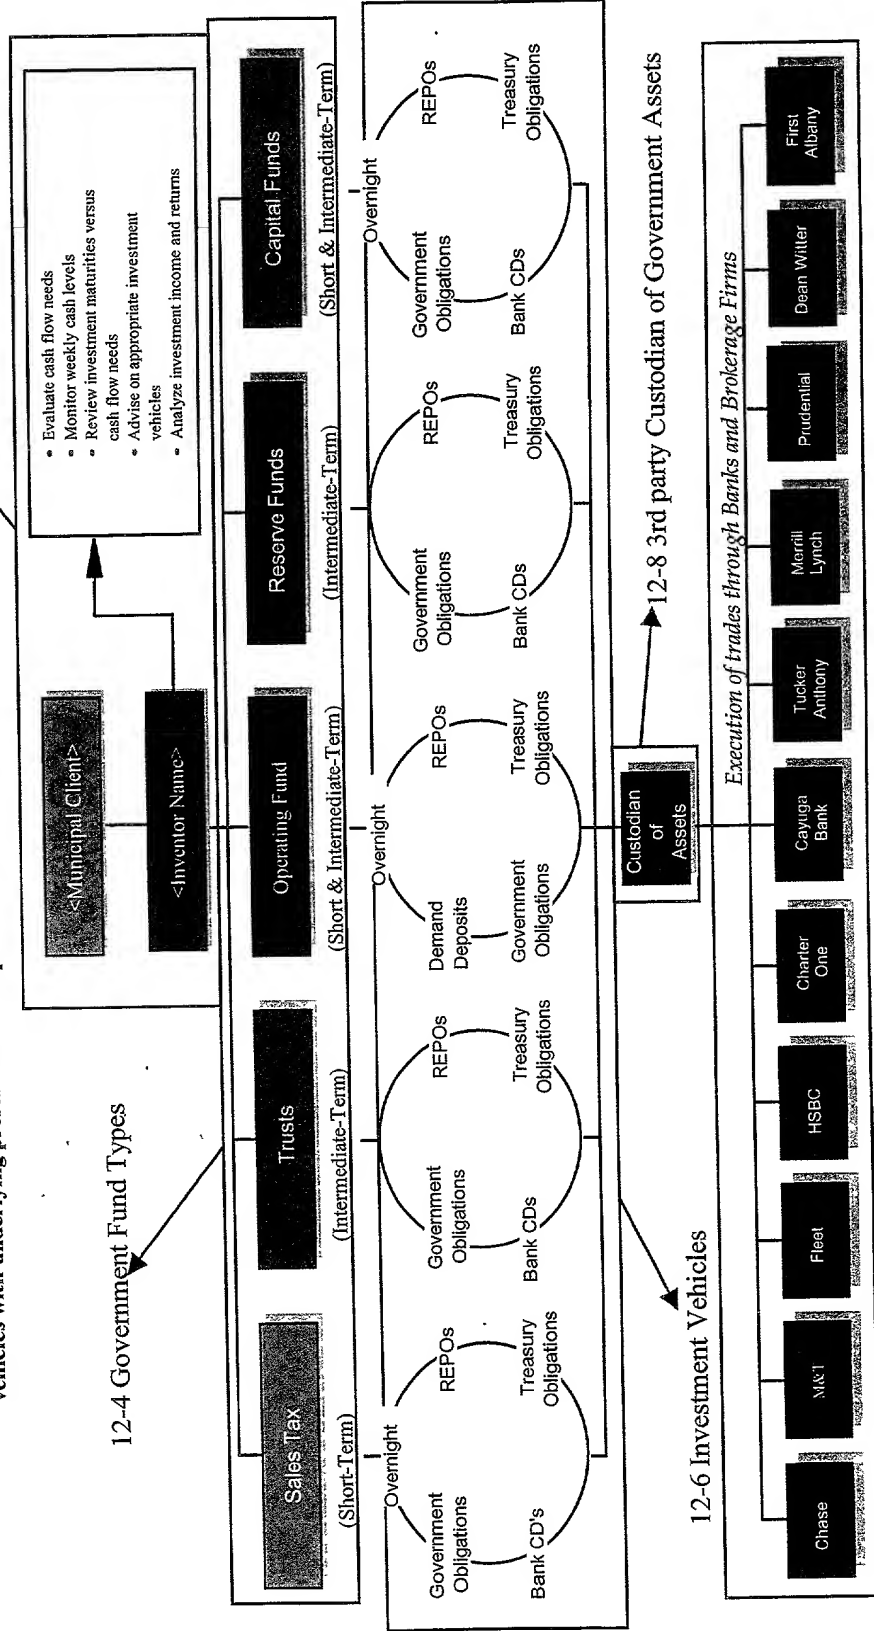 vehicles with underlying
12-4 Government Fund Types
<Municipal Client>
<Inventor Name>
• Evaluate cash flow needs
• Monitor weekly cash levels
• Review investment maturities versus
cash flow needs
• Advise on appropriate investment
vehicles
• Analyze investment income and returns
Sales Tax
(Short-Term)
Trusts
(Intermediate-Term)
Operating Fund
(Short & Intermediate-Term)
Reserve Funds
(Intermediate-Term)
Capital Funds
(Short & Intermediate-Term)
Overnight
Government
Obligations
REPOs
Bank CD's
Treasury
Obligations
Government
Obligations
REPOs
Bank CDs
Treasury
Obligations
Overnight
Demand
Deposits
REPOs
Government
Obligations
Treasury
Obligations
Government
Obligations
REPOs
Bank CDs
Treasury
Obligations
Overnight
Government
Obligations
REPOs
Bank CDs
Treasury
Obligations
12-6 Investment Vehicles
Custodian
of
Assets
12-8 3rd party Custodian of Government Assets
Execution of trades through Banks and Brokerage Firms
Chase
M&T
Fleet
HSBC
Charter
One
Cayuga
Bank
Tucker
Anthony
Merrill
Lynch
Prudential
Dean Witter
First
Albany